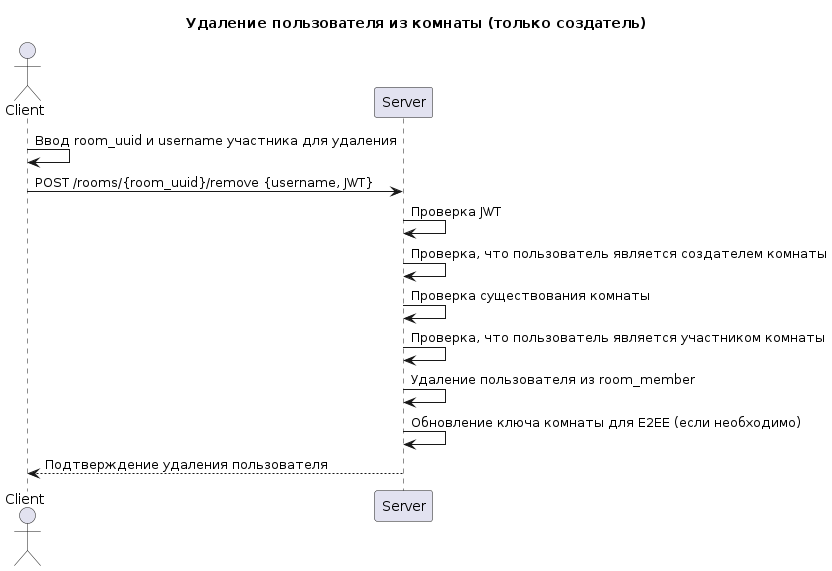 Удаление пользователя из комнаты (только создатель)
Client
Server
Ввод room_uuid и username участника для удаления
POST /rooms/{room_uuid}/remove {username, JWT}
Проверка JWT
Проверка, что пользователь является создателем комнаты
Проверка существования комнаты
Проверка, что пользователь является участником комнаты
Удаление пользователя из room_member
Обновление ключа комнаты для E2EE (если необходимо)
Подтверждение удаления пользователя
Client
Server